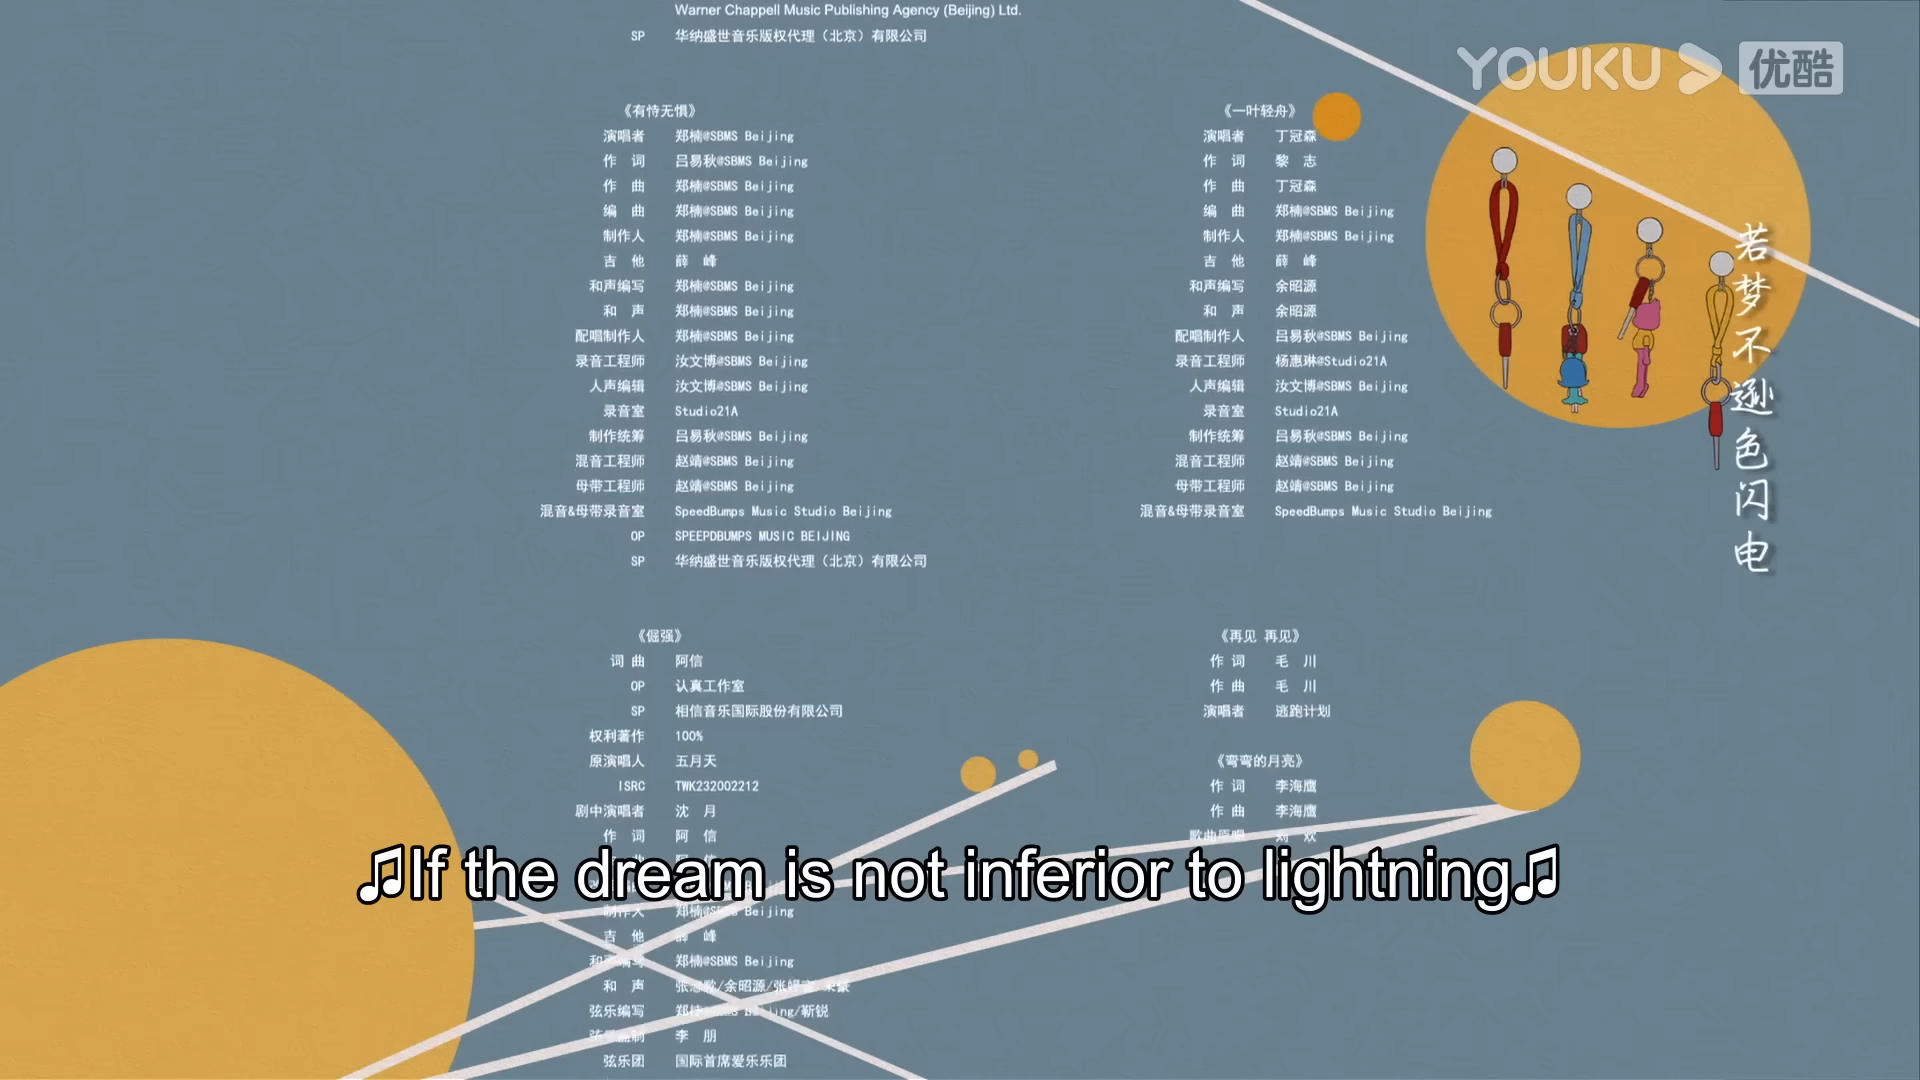 Warner Chappell Music Publishing Agency (Beijing) Ltd.
SP 华纳盛世音乐版权代理（北京）有限公司
YOUKU 优酷
《有恃无惧》
演唱者 郑楠@SBMS Beijing
作 词 吕易秋@SBMS Beijing
作 曲 郑楠@SBMS Beijing
编 曲 郑楠@SBMS Beijing
制作人 郑楠@SBMS Beijing
吉 他 薛 峰
和声编写 郑楠@SBMS Beijing
和 声 郑楠@SBMS Beijing
配唱制作人 郑楠@SBMS Beijing
录音工程师 汝文博@SBMS Beijing
人声编辑 汝文博@SBMS Beijing
录音室 Studio21A
制作统筹 吕易秋@SBMS Beijing
混音工程师 赵靖@SBMS Beijing
母带工程师 赵靖@SBMS Beijing
混音&母带录音室 SpeedBumps Music Studio Beijing
OP SPEEPDBUMPS MUSIC BEIJING
SP 华纳盛世音乐版权代理（北京）有限公司
《一叶轻舟》
演唱者 丁冠森
作 词 黎 志
作 曲 丁冠森
编 曲 郑楠@SBMS Beijing
制作人 郑楠@SBMS Beijing
吉 他 薛 峰
和声编写 余昭源
和 声 余昭源
配唱制作人 吕易秋@SBMS Beijing
录音工程师 杨惠琳@Studio21A
人声编辑 汝文博@SBMS Beijing
录音室 Studio21A
制作统筹 吕易秋@SBMS Beijing
混音工程师 赵靖@SBMS Beijing
母带工程师 赵靖@SBMS Beijing
混音&母带录音室 SpeedBumps Music Studio Beijing
若梦不逊色闪电
《倔强》
词 曲 阿信
OP 认真工作室
SP 相信音乐国际股份有限公司
权利著作 100%
原演唱人 五月天
ISRC TWK232002212
剧中演唱者 沈 月
作 词 阿 信
制作人 郑楠@SBMS Beijing
吉 他 薛 峰
郑楠@SBMS Beijing
和 声 /余昭源/
弦乐编写 /靳锐
李 朋
弦乐团 国际首席爱乐乐团
《再见 再见》
作 词 毛 川
作 曲 毛 川
演唱者 逃跑计划
《弯弯的月亮》
作 词 李海鹰
作 曲 李海鹰
♫If the dream is not inferior to lightning♫